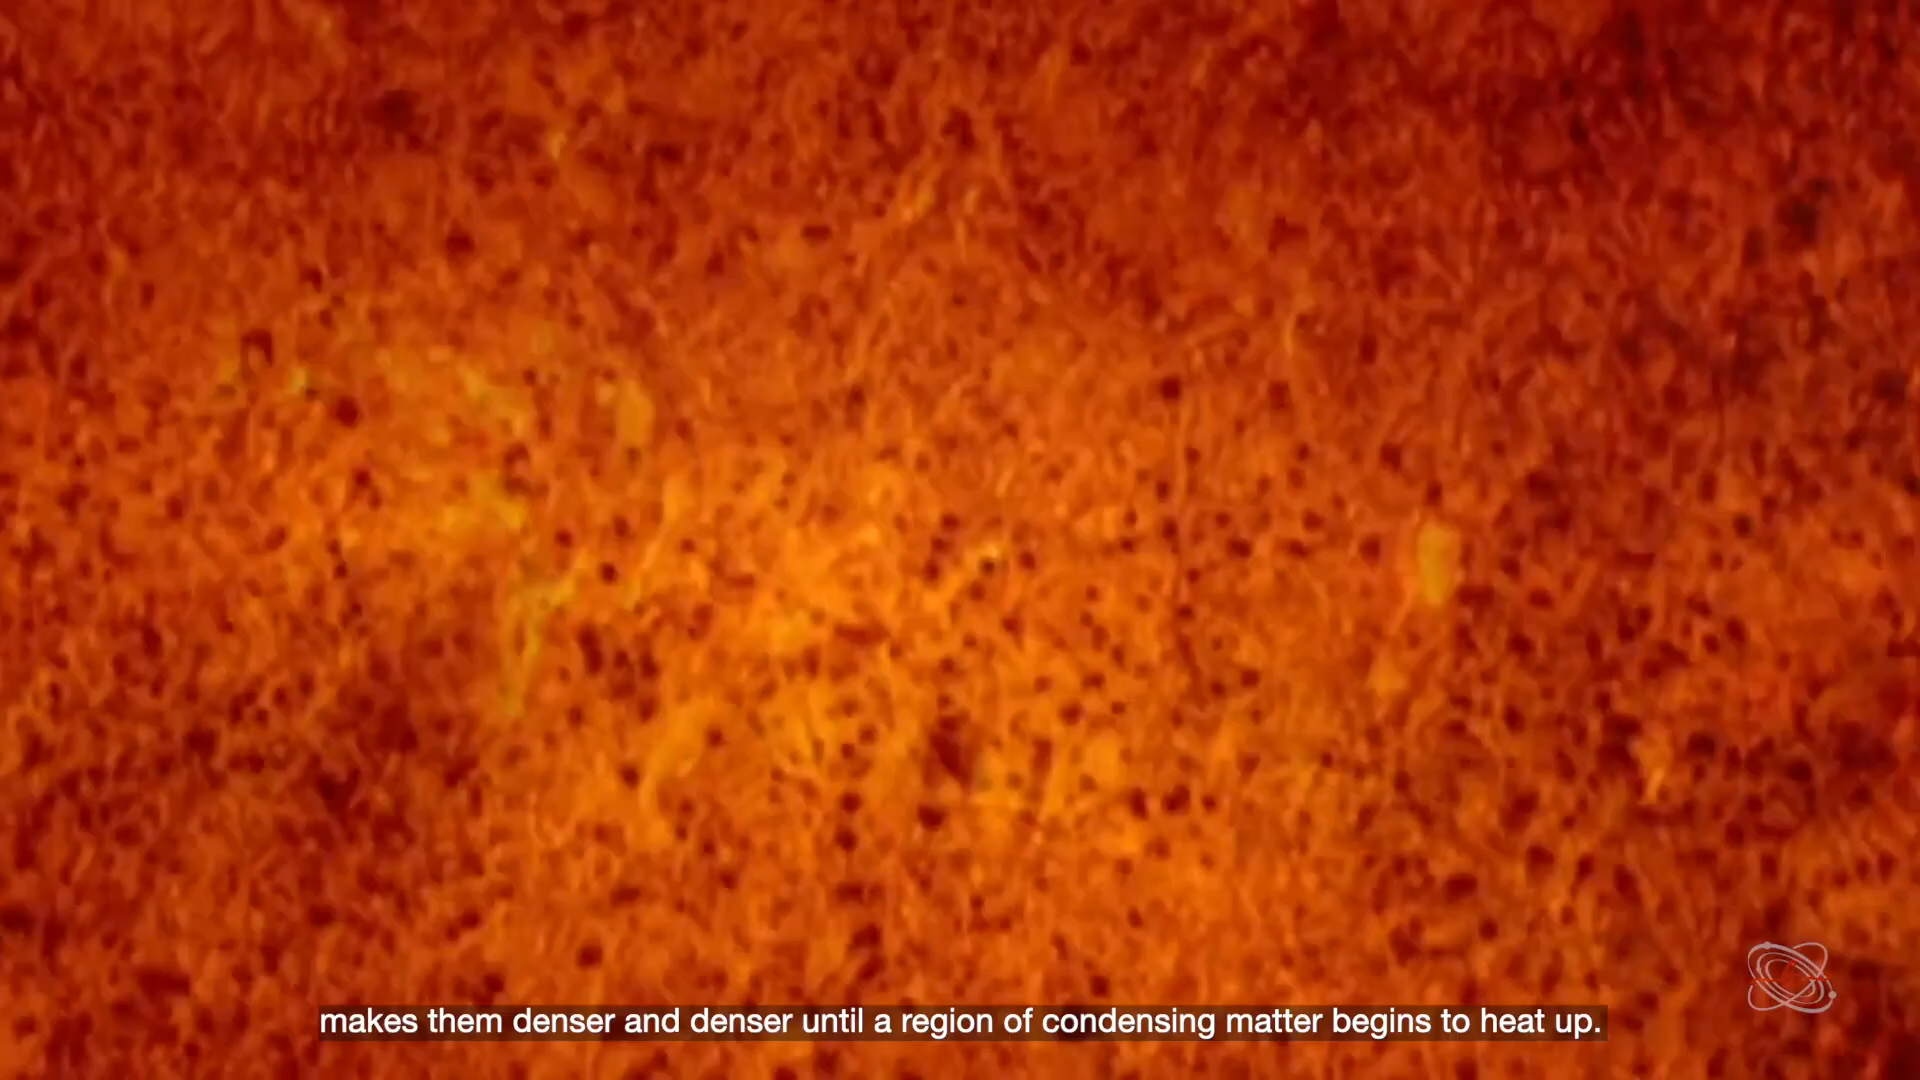 makes them denser and denser until a region of condensing matter begins to heat up.